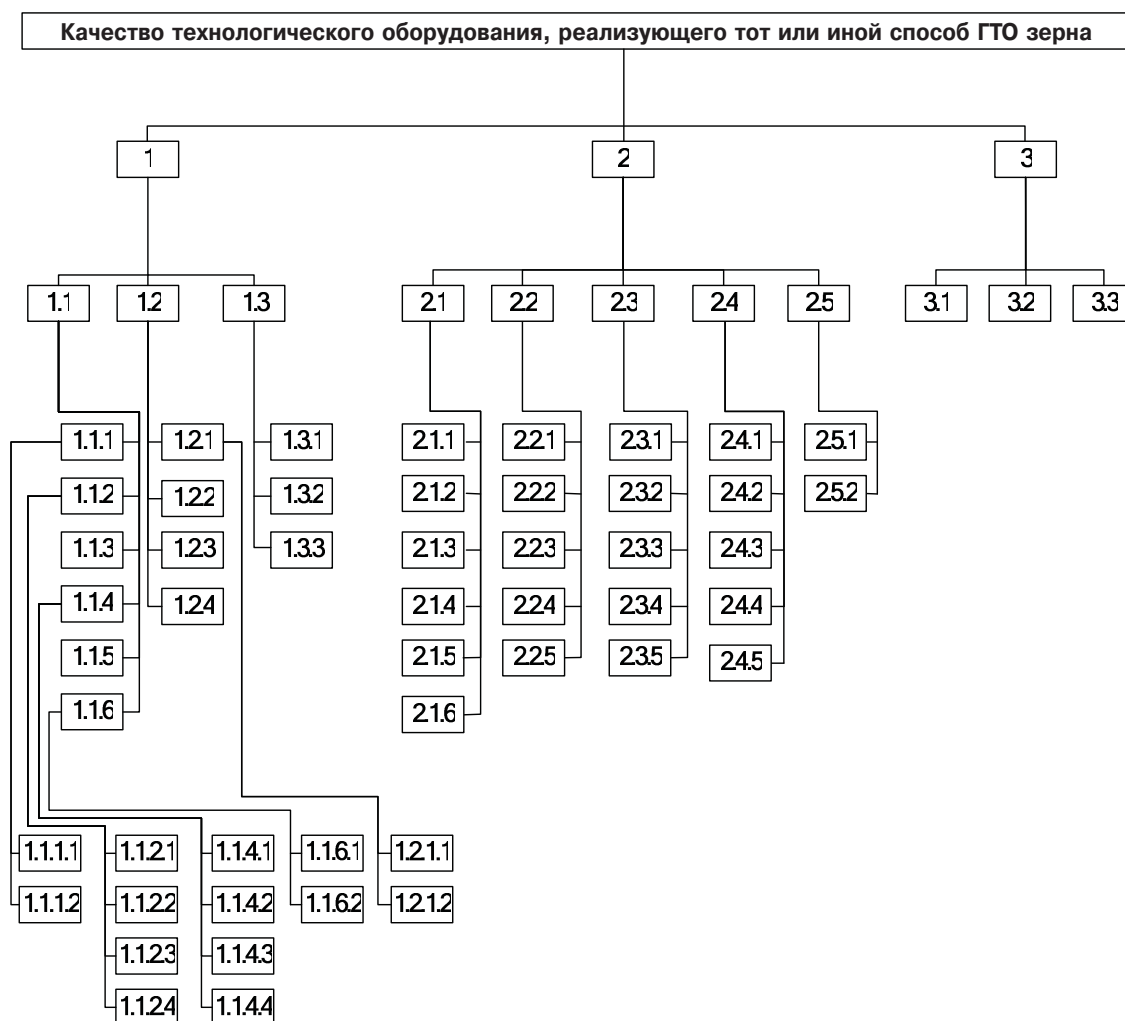 Качество технологического оборудования, реализующего тот или иной способ ГТО зерна
1 2 3
1.1 1.2 1.3 2.1 2.2 2.3 2.4 2.5 3.1 3.2 3.3
1.1.1 1.2.1 1.3.1 2.1.1 2.2.1 2.3.1 2.4.1 2.5.1
1.1.2 1.2.2 1.3.2 2.1.2 2.2.2 2.3.2 2.4.2 2.5.2
1.1.3 1.2.3 1.3.3 2.1.3 2.2.3 2.3.3 2.4.3
1.1.4 1.2.4 2.1.4 2.2.4 2.3.4 2.4.4
1.1.5 2.1.5 2.2.5 2.3.5 2.4.5
1.1.6 2.1.6
1.1.1.1 1.1.2.1 1.1.4.1 1.1.6.1 1.2.1.1
1.1.1.2 1.1.2.2 1.1.4.2 1.1.6.2 1.2.1.2
1.1.2.3 1.1.4.3
1.1.2.4 1.1.4.4